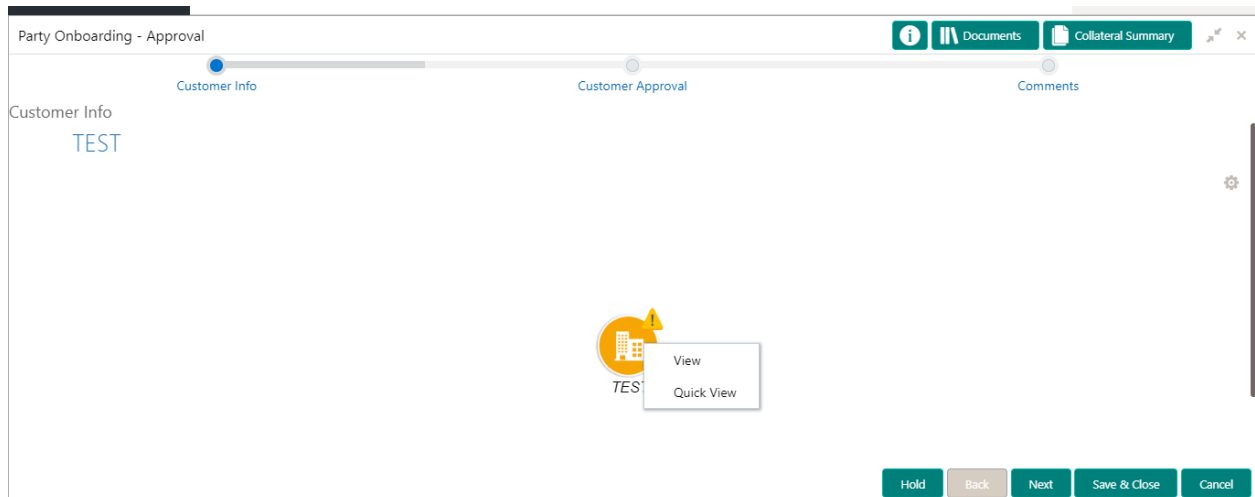 Party Onboarding - Approval
Documents
Collateral Summary
Customer Info
Customer Approval
Comments
Customer Info
TEST
View
TEST
Quick View
Hold
Back
Next
Save & Close
Cancel